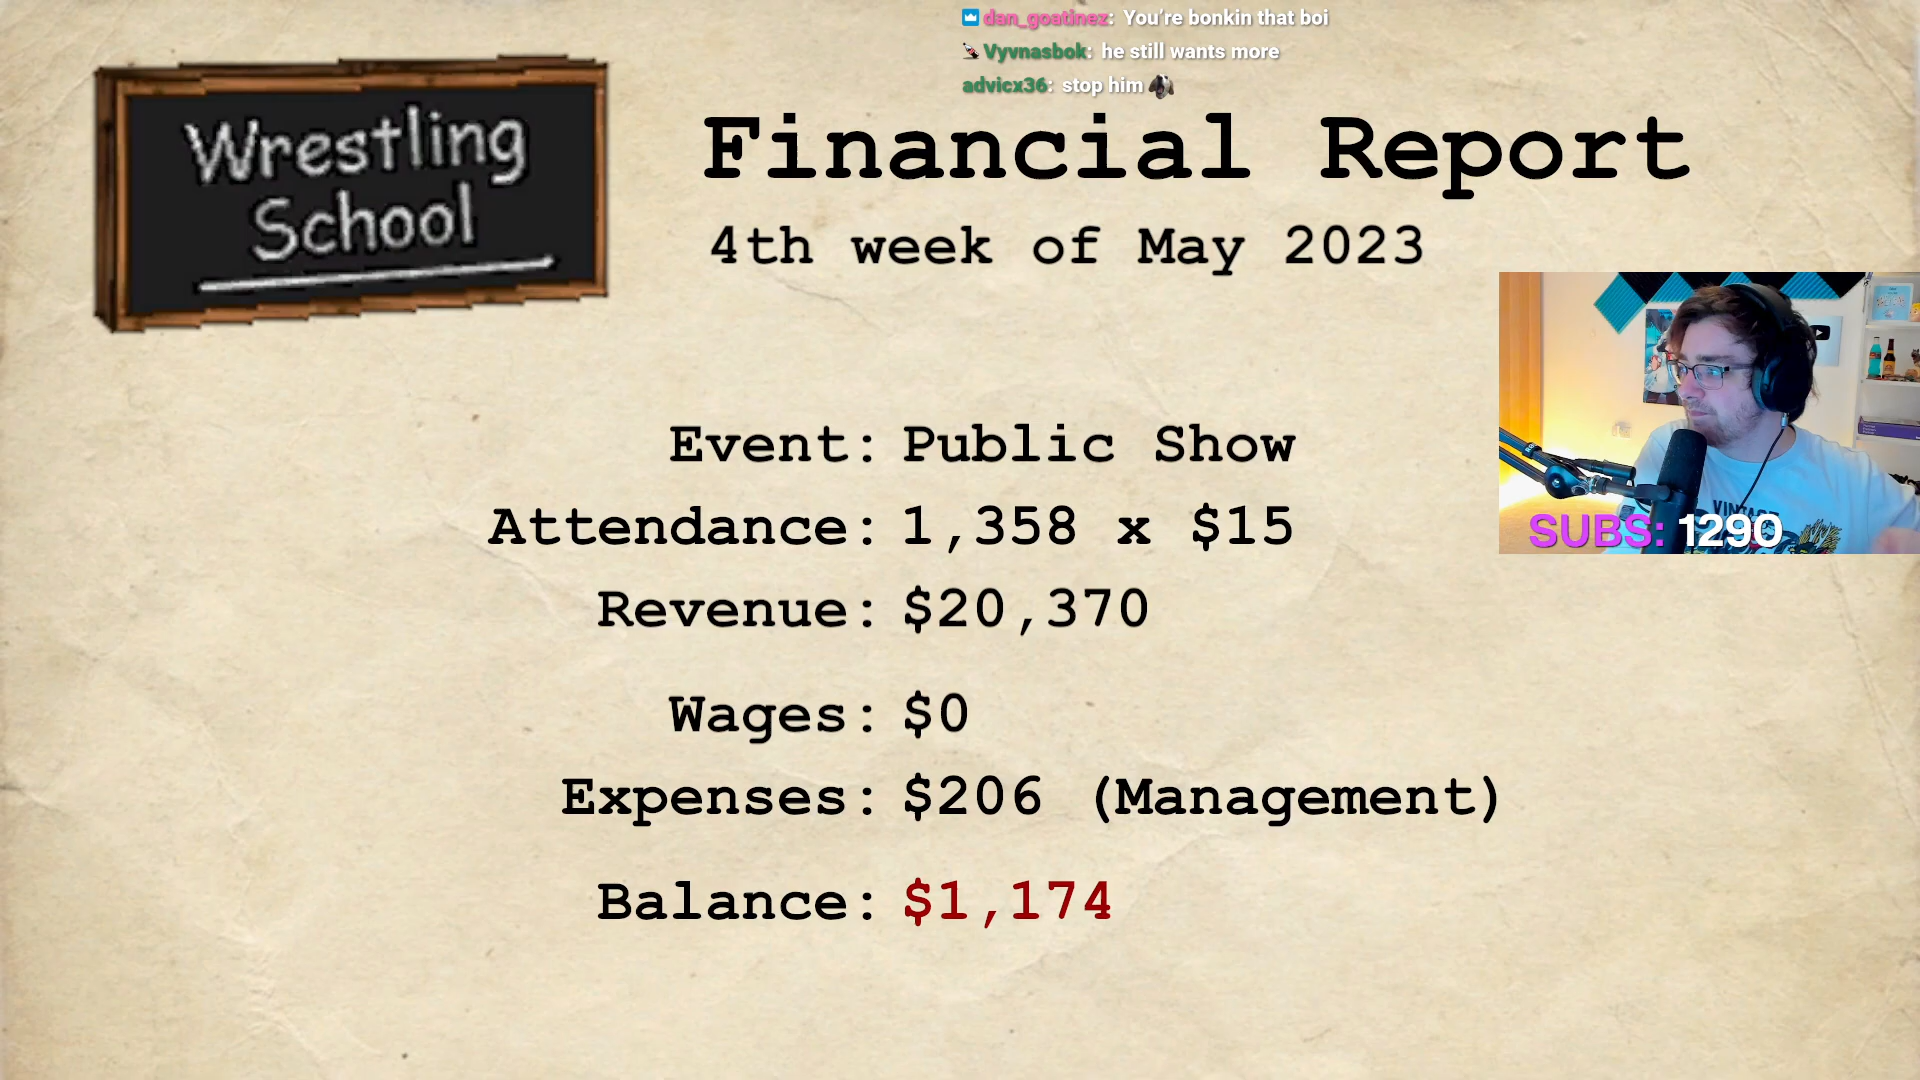 dan_goatinez: You're bonkin that boi
Vyvnasbok: he still wants more
advicx36: stop him
Wrestling
School
Financial Report
4th week of May 2023
Event: Public Show
Attendance: 1,358 x $15
Revenue: $20,370
Wages: $0
Expenses: $206 (Management)
Balance: $1,174
VINTAGE
SUBS: 1290